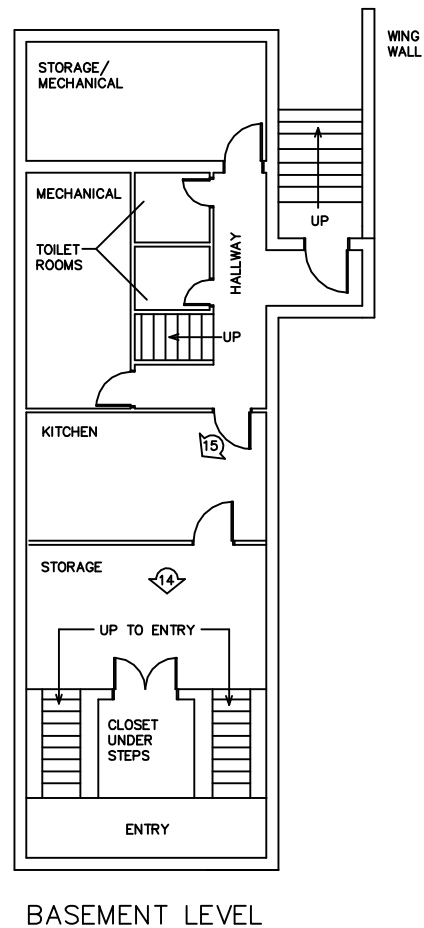 WING
WALL
STORAGE/
MECHANICAL
MECHANICAL
UP
TOILET
ROOMS
HALLWAY
UP
KITCHEN
15
STORAGE
14
UP TO ENTRY
CLOSET
UNDER
STEPS
ENTRY
BASEMENT LEVEL